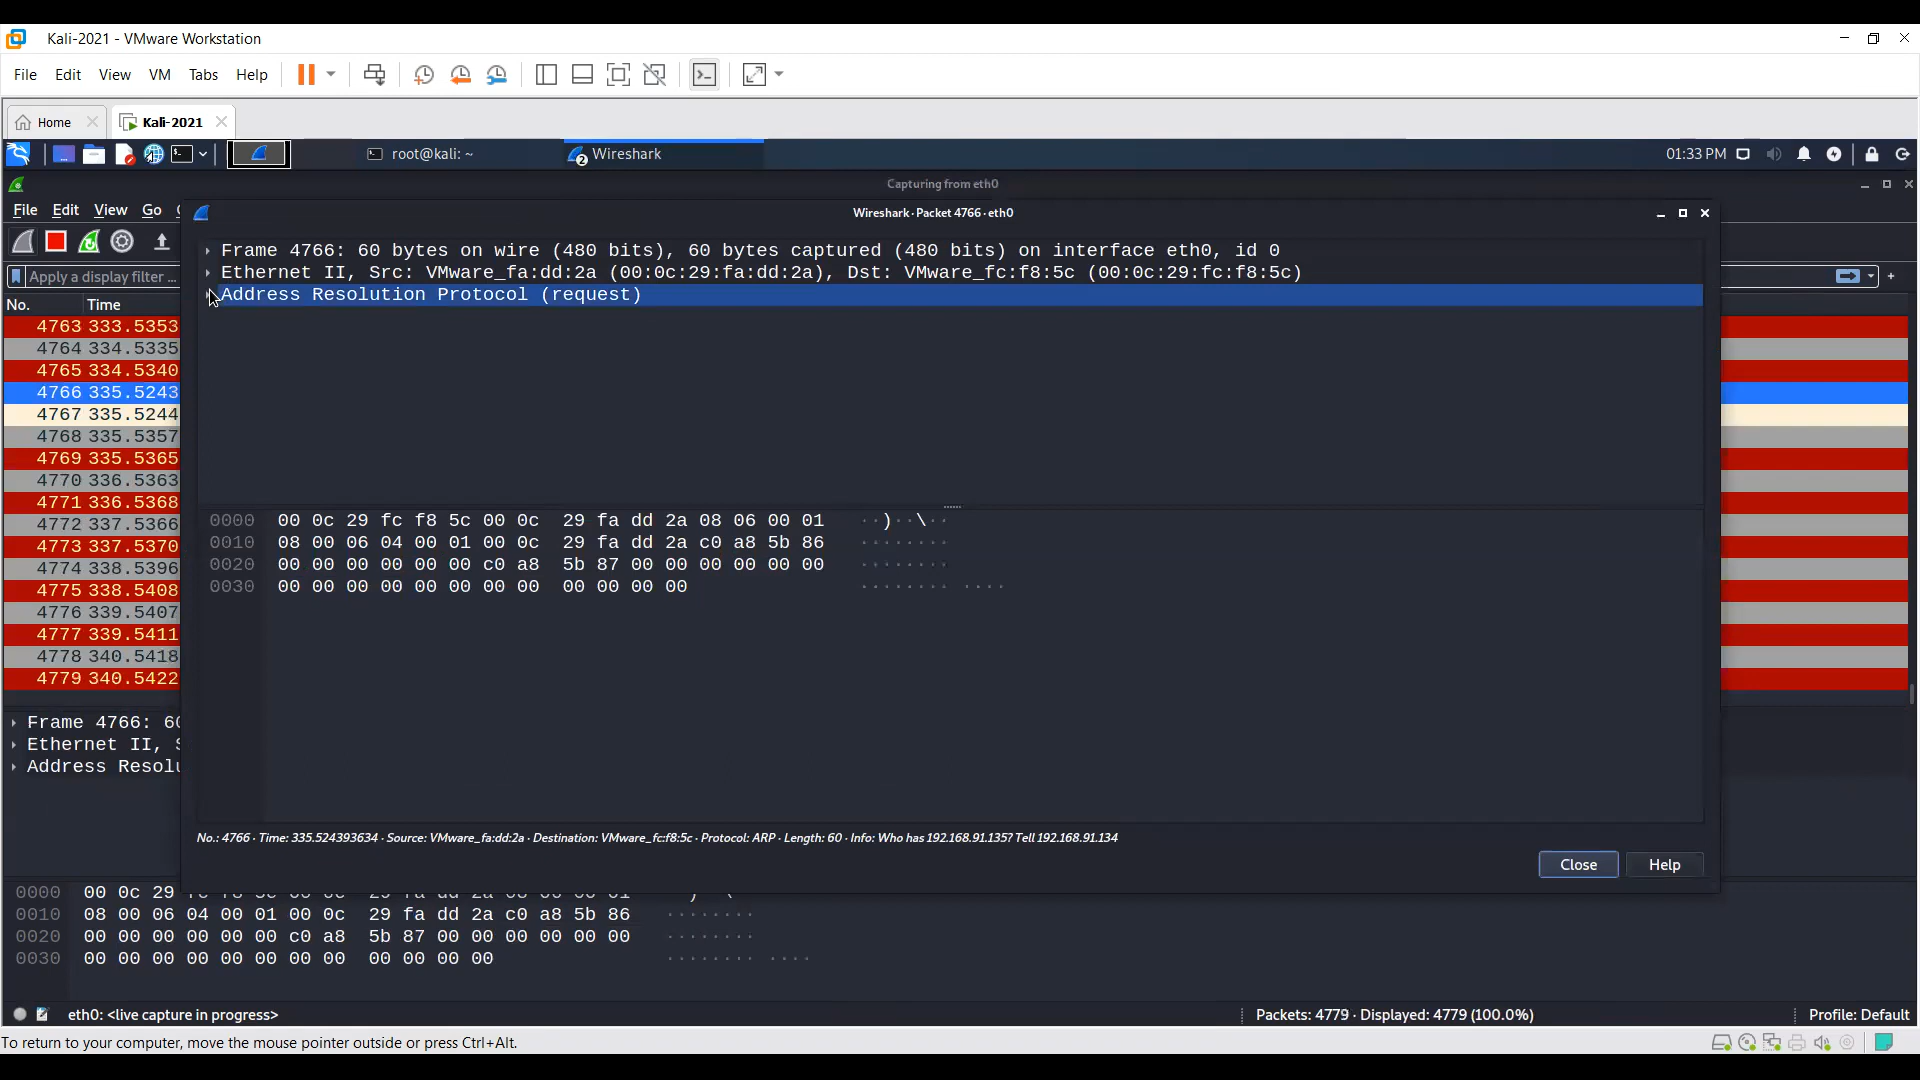 Kali-2021 - VMware Workstation
File Edit View VM Tabs Help
Home Kali-2021
root@kali: ~ 2 Wireshark 01:33 PM
Capturing from eth0
File Edit View Go
Wireshark · Packet 4766 · eth0
Frame 4766: 60 bytes on wire (480 bits), 60 bytes captured (480 bits) on interface eth0, id 0
Ethernet II, Src: VMware_fa:dd:2a (00:0c:29:fa:dd:2a), Dst: VMware_fc:f8:5c (00:0c:29:fc:f8:5c)
Address Resolution Protocol (request)
Apply a display filter ...
No. Time
4763 333.5353
4764 334.5335
4765 334.5340
4766 335.5243
4767 335.5244
4768 335.5357
4769 335.5365
4770 336.5363
4771 336.5368
4772 337.5366
4773 337.5370
4774 338.5396
4775 338.5408
4776 339.5407
4777 339.5411
4778 340.5418
4779 340.5422
0000 00 0c 29 fc f8 5c 00 0c 29 fa dd 2a 08 06 00 01 ··)··\··
0010 08 00 06 04 00 01 00 0c 29 fa dd 2a c0 a8 5b 86 ········
0020 00 00 00 00 00 00 c0 a8 5b 87 00 00 00 00 00 00 ········
0030 00 00 00 00 00 00 00 00 00 00 00 00 ········ ····
Frame 4766: 60
Ethernet II, S
Address Resolu
No.: 4766 · Time: 335.524393634 · Source: VMware_fa:dd:2a · Destination: VMware_fc:f8:5c · Protocol: ARP · Length: 60 · Info: Who has 192.168.91.135? Tell 192.168.91.134
Close Help
0000 00 0c 29
0010 08 00 06 04 00 01 00 0c 29 fa dd 2a c0 a8 5b 86 ········
0020 00 00 00 00 00 00 c0 a8 5b 87 00 00 00 00 00 00 ········
0030 00 00 00 00 00 00 00 00 00 00 00 00 ········ ····
eth0: <live capture in progress> Packets: 4779 · Displayed: 4779 (100.0%) Profile: Default
To return to your computer, move the mouse pointer outside or press Ctrl+Alt.